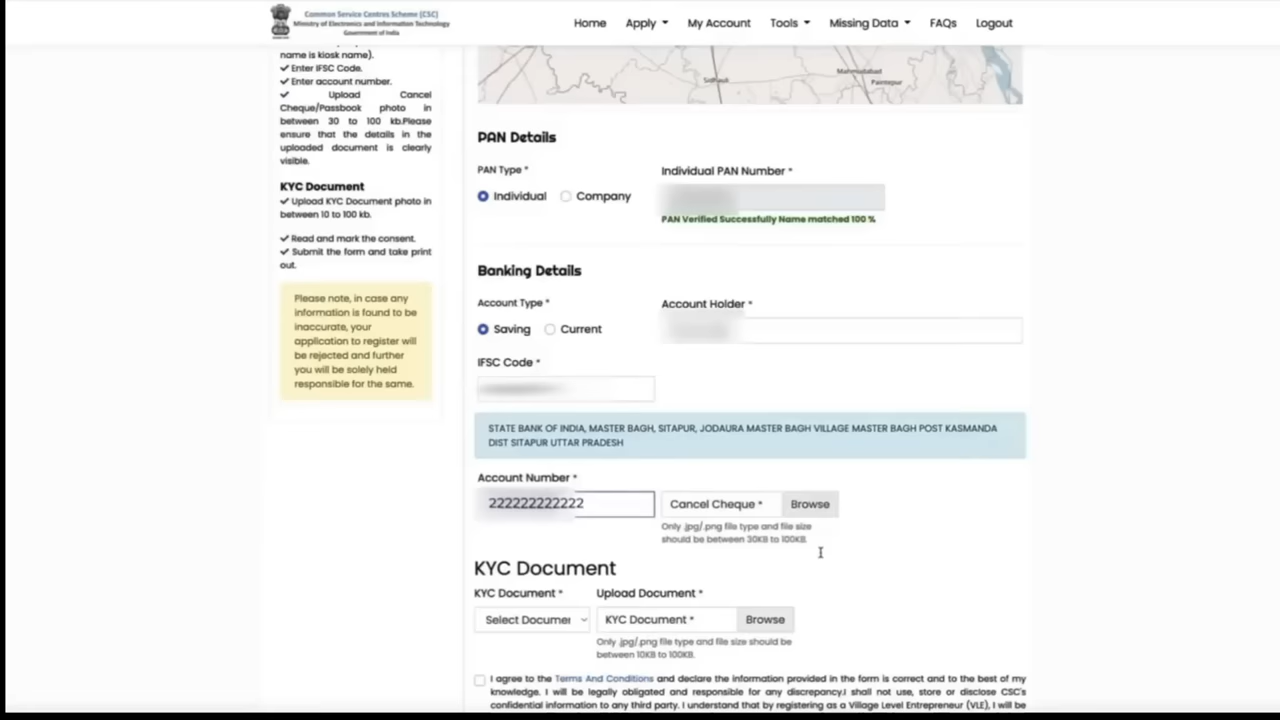 Common Service Centres Scheme (CSC)
Ministry of Electronics and Information Technology
Government of India
Home Apply My Account Tools Missing Data FAQs Logout
name is kiosk name).
✔ Enter IFSC Code.
✔ Enter account number.
✔ Upload Cancel
Cheque/Passbook photo in
between 30 to 100 kb.Please
ensure that the details in the
uploaded document is clearly
visible.
KYC Document
✔ Upload KYC Document photo in
between 10 to 100 kb.
✔ Read and mark the consent.
✔ Submit the form and take print
out.
Please note, in case any
information is found to be
inaccurate, your
application to register will
be rejected and further
you will be solely held
responsible for the same.
Sidhauli
Mahmudabad
Paintepur
PAN Details
PAN Type * Individual PAN Number *
Individual Company
PAN Verified Successfully Name matched 100 %
Banking Details
Account Type * Account Holder *
Saving Current
IFSC Code *
STATE BANK OF INDIA, MASTER BAGH, SITAPUR, JODAURA MASTER BAGH VILLAGE MASTER BAGH POST KASMANDA
DIST SITAPUR UTTAR PRADESH
Account Number *
222222222222 Cancel Cheque * Browse
Only .jpg/.png file type and file size
should be between 30KB to 100KB.
KYC Document
KYC Document * Upload Document *
Select Documer KYC Document * Browse
Only .jpg/.png file type and file size should be
between 10KB to 100KB.
I agree to the Terms And Conditions and declare the information provided in the form is correct and to the best of my
knowledge. I will be legally obligated and responsible for any discrepancy.I shall not use, store or disclose CSC's
confidential information to any third party. I understand that by registering as a Village Level Entrepreneur (VLE), I will be